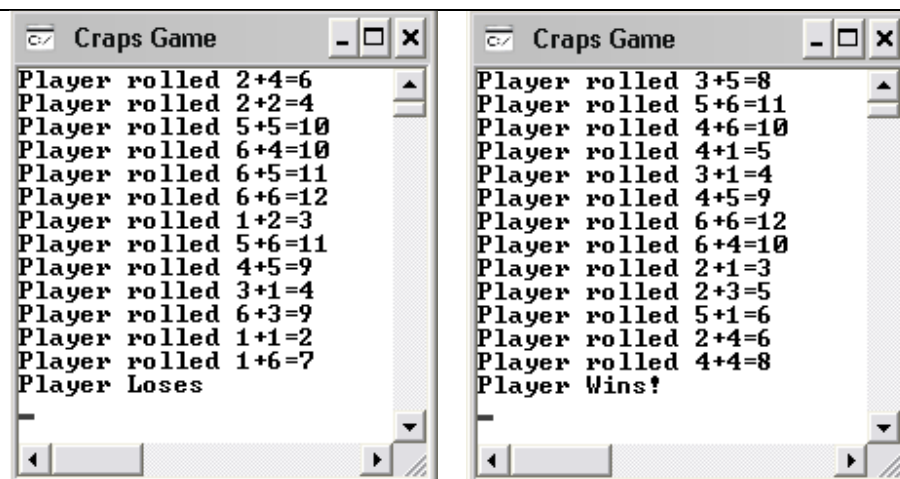 Craps Game
Player rolled 2+4=6
Player rolled 2+2=4
Player rolled 5+5=10
Player rolled 6+4=10
Player rolled 6+5=11
Player rolled 6+6=12
Player rolled 1+2=3
Player rolled 5+6=11
Player rolled 4+5=9
Player rolled 3+1=4
Player rolled 6+3=9
Player rolled 1+1=2
Player rolled 1+6=7
Player Loses
Craps Game
Player rolled 3+5=8
Player rolled 5+6=11
Player rolled 4+6=10
Player rolled 4+1=5
Player rolled 3+1=4
Player rolled 4+5=9
Player rolled 6+6=12
Player rolled 6+4=10
Player rolled 2+1=3
Player rolled 2+3=5
Player rolled 5+1=6
Player rolled 2+4=6
Player rolled 4+4=8
Player Wins!